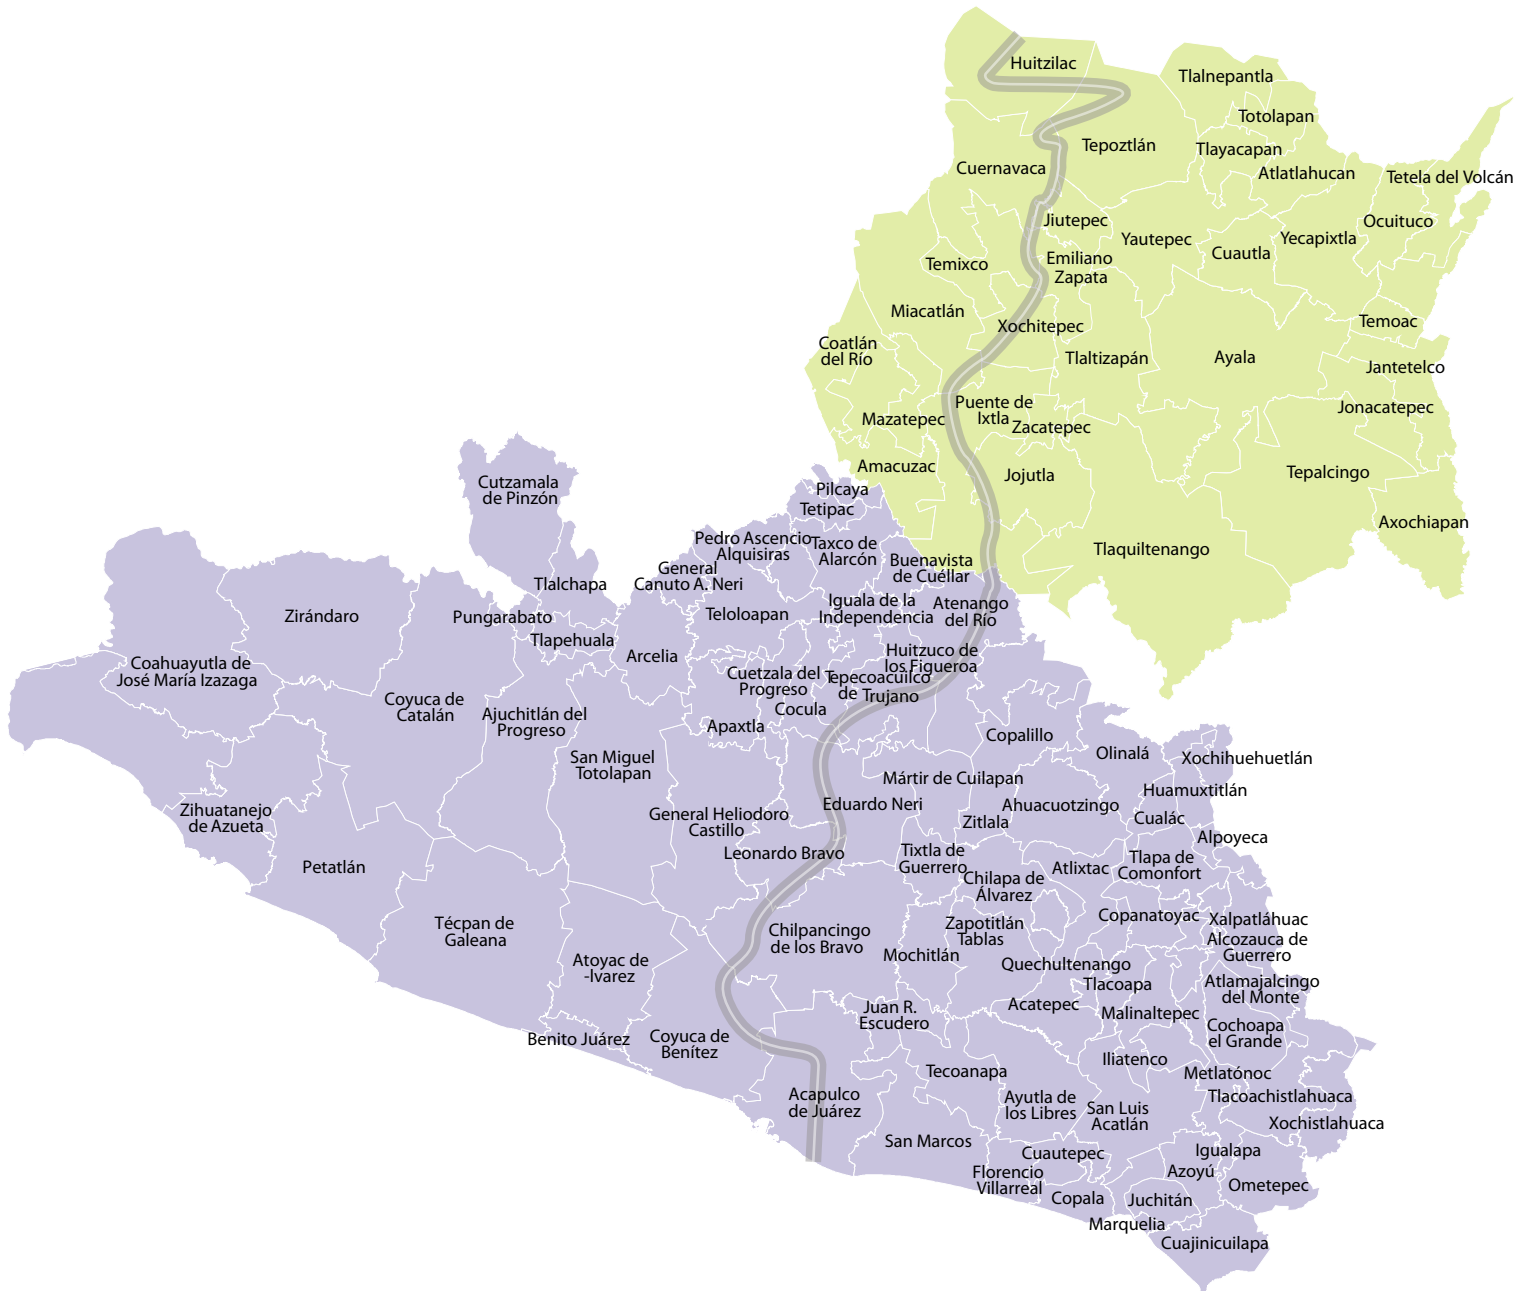 Huitzilac
Tlalnepantla
Totolapan
Tepoztlán
Tlayacapan
Cuernavaca
Atlatlahucan
Tetela del Volcán
Jiutepec
Ocuituco
Yautepec
Yecapixtla
Cuautla
Temixco
Emiliano
Zapata
Miacatlán
Xochitepec
Temoac
Coatlán
del Río
Tlaltizapán
Ayala
Jantetelco
Puente de
Ixtla
Jonacatepec
Mazatepec
Zacatepec
Amacuzac
Jojutla
Tepalcingo
Axochiapan
Tlaquiltenango
Cutzamala
de Pinzón
Pilcaya
Tetipac
Pedro Ascencio
Alquisiras
Taxco de
Alarcón
Buenavista
de Cuéllar
General
Canuto A. Neri
Tlalchapa
Iguala de la
Independencia
Atenango
del Río
Zirándaro
Pungarabato
Teloloapan
Tlapehuala
Arcelia
Huitzuco de
los Figueroa
Coahuayutla de
José María Izazaga
Cuetzala del
Progreso
Tepecoacuilco
de Trujano
Coyuca de
Catalán
Cocula
Ajuchitlán del
Progreso
Apaxtla
Copalillo
San Miguel
Totolapan
Olinalá
Xochihuehuetlán
Mártir de Cuilapan
Huamuxtitlán
Zihuatanejo
de Azueta
Eduardo Neri
Ahuacuotzingo
General Heliodoro
Castillo
Zitlala
Cualác
Alpoyeca
Leonardo Bravo
Tixtla de
Guerrero
Petatlán
Atlixtac
Tlapa de
Comonfort
Chilapa de
Álvarez
Técpan de
Galeana
Chilpancingo
de los Bravo
Zapotitlán
Tablas
Copanatoyac
Xalpatláhuac
Alcozauca de
Guerrero
Mochitlán
Atoyac de
-Ivarez
Quechultenango
Tlacoapa
Atlamajalcingo
del Monte
Juan R.
Escudero
Acatepec
Malinaltepec
Cochoapa
el Grande
Benito Juárez
Coyuca de
Benítez
Iliatenco
Tecoanapa
Metlatónoc
Acapulco
de Juárez
Ayutla de
los Libres
San Luis
Acatlán
Tlacoachistlahuaca
Xochistlahuaca
San Marcos
Cuautepec
Igualapa
Florencio
Villarreal
Azoyú
Ometepec
Copala
Juchitán
Marquelia
Cuajinicuilapa